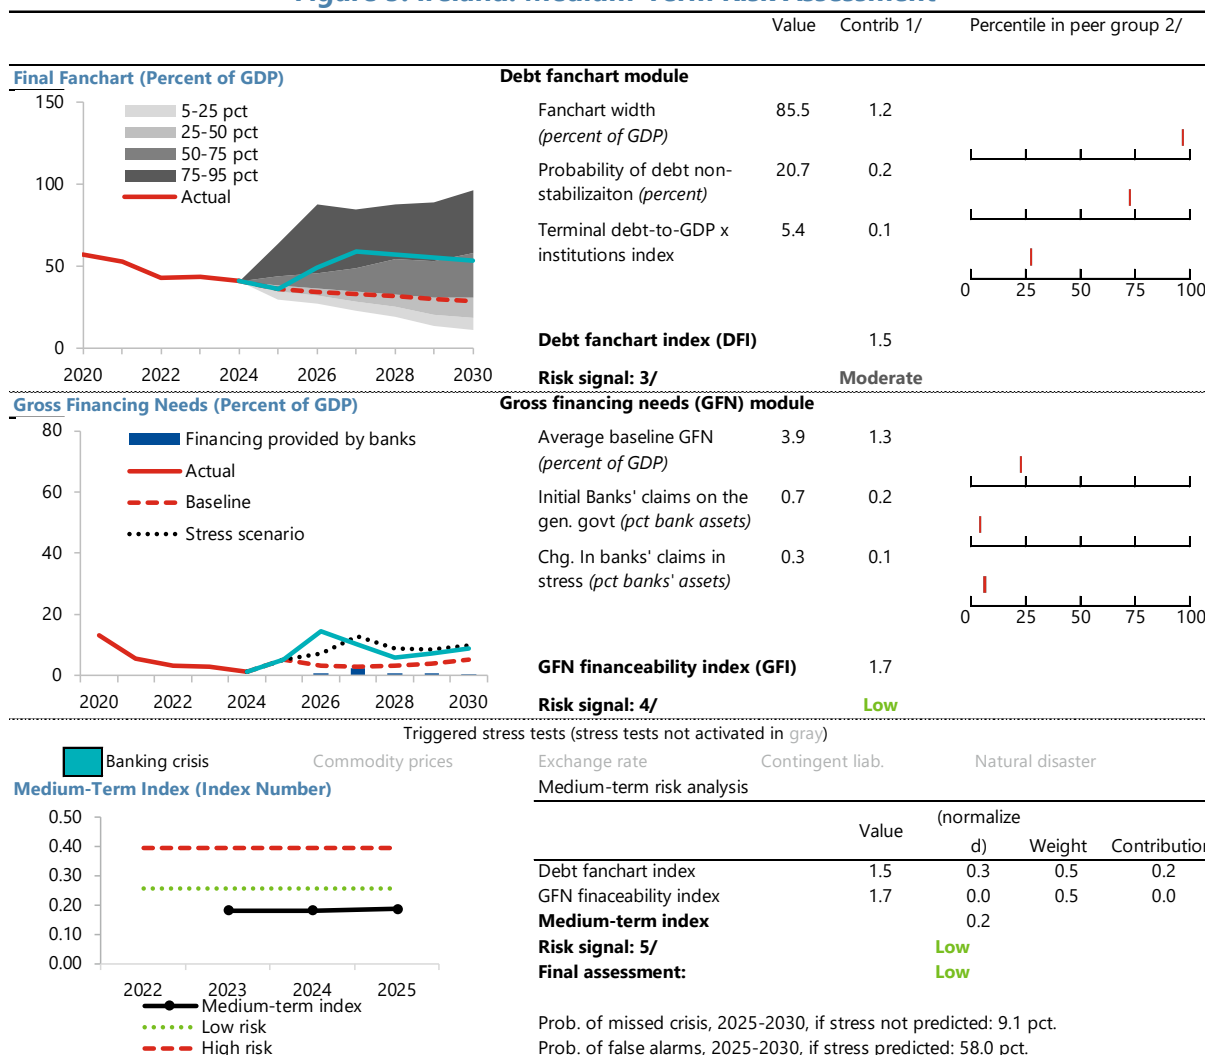 Figure 3. Ireland: Medium-Term Risk Assessment
Value Contrib 1/ Percentile in peer group 2/
Final Fanchart (Percent of GDP)
Debt fanchart module
150
100
50
0
5-25 pct
25-50 pct
50-75 pct
75-95 pct
Actual
2020 2022 2024 2026 2028 2030
Fanchart width 85.5 1.2
(percent of GDP)
Probability of debt non- 20.7 0.2
stabilizaiton (percent)
Terminal debt-to-GDP x 5.4 0.1
institutions index
0 25 50 75 100
Debt fanchart index (DFI) 1.5
Risk signal: 3/ Moderate
Gross Financing Needs (Percent of GDP)
Gross financing needs (GFN) module
80
60
40
20
0
Financing provided by banks
Actual
Baseline
Stress scenario
2020 2022 2024 2026 2028 2030
Average baseline GFN 3.9 1.3
(percent of GDP)
Initial Banks' claims on the 0.7 0.2
gen. govt (pct bank assets)
Chg. In banks' claims in 0.3 0.1
stress (pct banks' assets)
0 25 50 75 100
GFN financeability index (GFI) 1.7
Risk signal: 4/ Low
Triggered stress tests (stress tests not activated in gray)
Banking crisis Commodity prices Exchange rate Contingent liab. Natural disaster
Medium-Term Index (Index Number)
0.50
0.40
0.30
0.20
0.10
0.00
2022 2023 2024 2025
Medium-term index
Low risk
High risk
Medium-term risk analysis
Value (normalize
d) Weight Contribution
Debt fanchart index 1.5 0.3 0.5 0.2
GFN finaceability index 1.7 0.0 0.5 0.0
Medium-term index 0.2
Risk signal: 5/ Low
Final assessment: Low
Prob. of missed crisis, 2025-2030, if stress not predicted: 9.1 pct.
Prob. of false alarms, 2025-2030, if stress predicted: 58.0 pct.